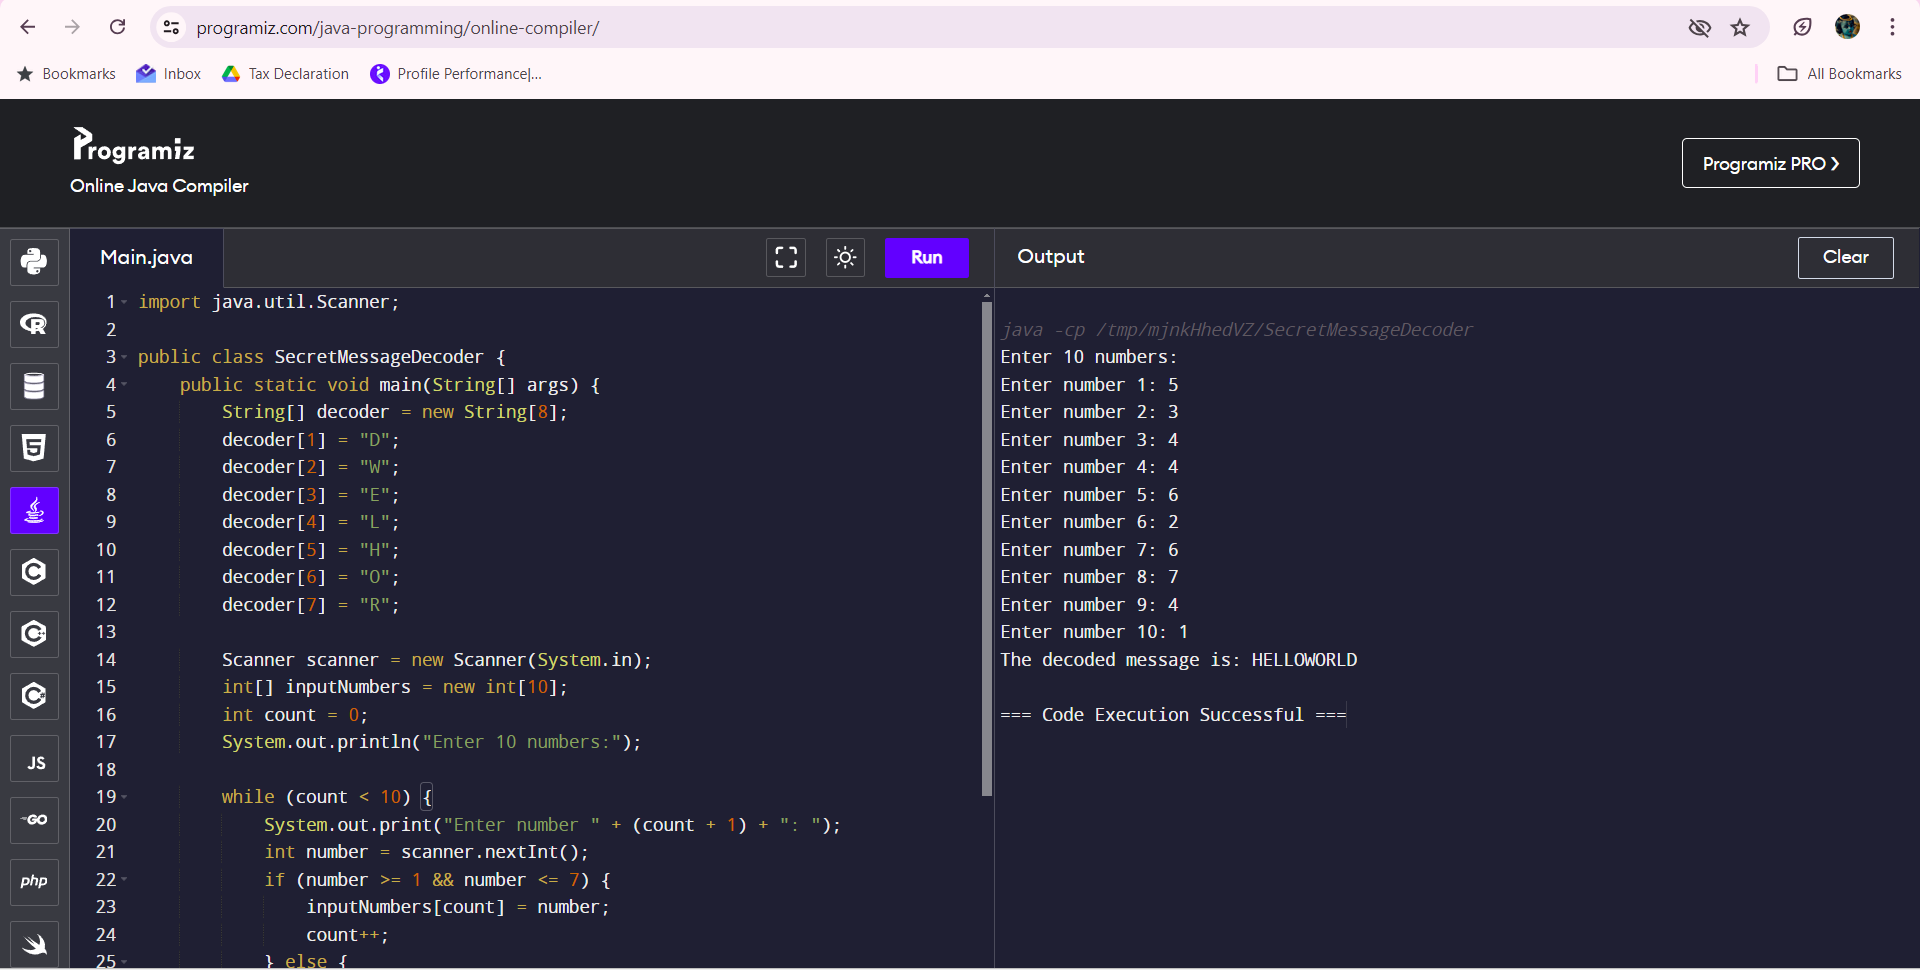 programiz.com/java-programming/online-compiler/
Bookmarks Inbox Tax Declaration Profile Performance|... All Bookmarks
Programiz
Online Java Compiler
Programiz PRO ❯
Main.java
Run
1 import java.util.Scanner;
2
3 public class SecretMessageDecoder {
4     public static void main(String[] args) {
5         String[] decoder = new String[8];
6         decoder[1] = "D";
7         decoder[2] = "W";
8         decoder[3] = "E";
9         decoder[4] = "L";
10         decoder[5] = "H";
11         decoder[6] = "O";
12         decoder[7] = "R";
13
14         Scanner scanner = new Scanner(System.in);
15         int[] inputNumbers = new int[10];
16         int count = 0;
17         System.out.println("Enter 10 numbers:");
18
19         while (count < 10) {
20             System.out.print("Enter number " + (count + 1) + ": ");
21             int number = scanner.nextInt();
22             if (number >= 1 && number <= 7) {
23                 inputNumbers[count] = number;
24                 count++;
25             } else {
Output
Clear
java -cp /tmp/mjnkHhedVZ/SecretMessageDecoder
Enter 10 numbers:
Enter number 1: 5
Enter number 2: 3
Enter number 3: 4
Enter number 4: 4
Enter number 5: 6
Enter number 6: 2
Enter number 7: 6
Enter number 8: 7
Enter number 9: 4
Enter number 10: 1
The decoded message is: HELLOWORLD
=== Code Execution Successful ===
R
5
C
C++
C#
JS
GO
php